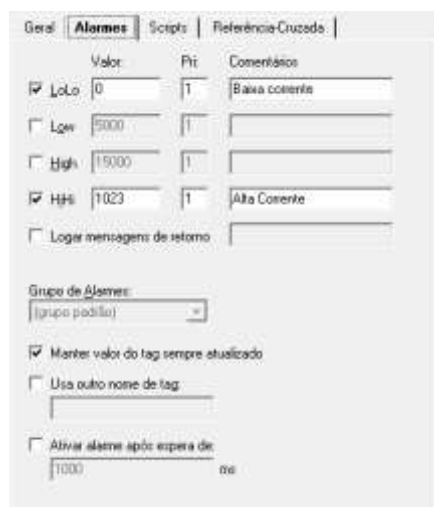 Geral Alarmes Scripts Referência-Cruzada
Valor: Pri: Comentários
LoLo 0 1 Baixa corrente
Low 5000 1
High 15000 1
HiHi 1023 1 Alta Corrente
Logar mensagens de retorno
Grupo de Alarmes:
(grupo padrão)
Manter valor do tag sempre atualizado
Usa outro nome de tag:
Ativar alarme após espera de:
1000 ms